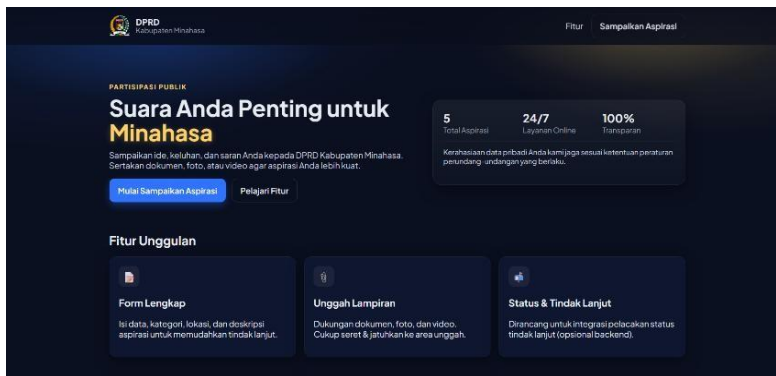 DPRD
Kabupaten Minahasa
Fitur
Sampaikan Aspirasi
PARTISIPASI PUBLIK
Suara Anda Penting untuk
Minahasa
Sampaikan ide, keluhan, dan saran Anda kepada DPRD Kabupaten Minahasa.
Sertakan dokumen, foto, atau video agar aspirasi Anda lebih kuat.
Mulai Sampaikan Aspirasi
Pelajari Fitur
5
Total Aspirasi
24/7
Layanan Online
100%
Transparan
Kerahasiaan data pribadi Anda kami jaga sesuai ketentuan peraturan
perundang-undangan yang berlaku.
Fitur Unggulan
Form Lengkap
Isi data, kategori, lokasi, dan deskripsi
aspirasi untuk memudahkan tindak lanjut.
Unggah Lampiran
Dukungan dokumen, foto, dan video.
Cukup seret & jatuhkan ke area unggah.
Status & Tindak Lanjut
Dirancang untuk integrasi pelacakan status
tindak lanjut (opsional backend).